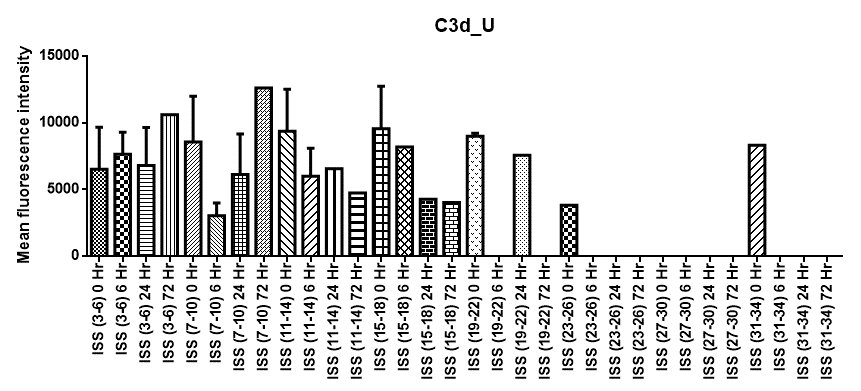 C3d_U
Mean fluorescence intensity
15000
10000
5000
0
ISS (3-6) 0 Hr
ISS (3-6) 6 Hr
ISS (3-6) 24 Hr
ISS (3-6) 72 Hr
ISS (7-10) 0 Hr
ISS (7-10) 6 Hr
ISS (7-10) 24 Hr
ISS (7-10) 72 Hr
ISS (11-14) 0 Hr
ISS (11-14) 6 Hr
ISS (11-14) 24 Hr
ISS (11-14) 72 Hr
ISS (15-18) 0 Hr
ISS (15-18) 6 Hr
ISS (15-18) 24 Hr
ISS (15-18) 72 Hr
ISS (19-22) 0 Hr
ISS (19-22) 6 Hr
ISS (19-22) 24 Hr
ISS (19-22) 72 Hr
ISS (23-26) 0 Hr
ISS (23-26) 6 Hr
ISS (23-26) 24 Hr
ISS (23-26) 72 Hr
ISS (27-30) 0 Hr
ISS (27-30) 6 Hr
ISS (27-30) 24 Hr
ISS (27-30) 72 Hr
ISS (31-34) 0 Hr
ISS (31-34) 6 Hr
ISS (31-34) 24 Hr
ISS (31-34) 72 Hr